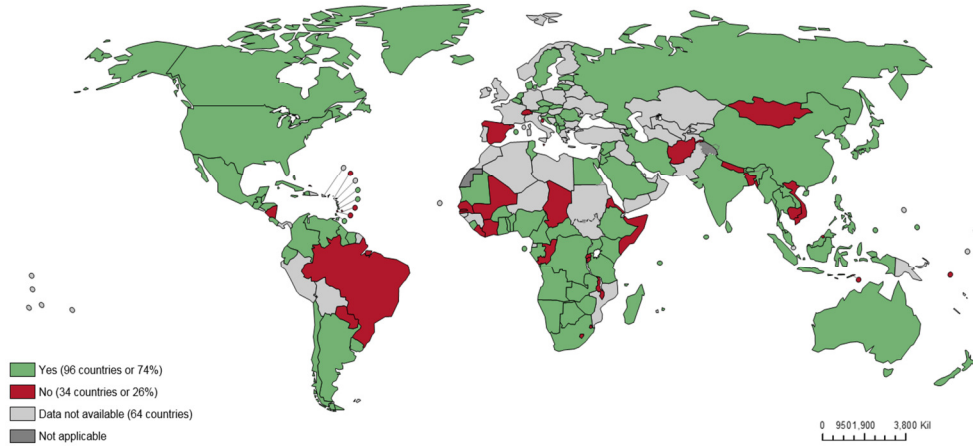 Yes (96 countries or 74%)
No (34 countries or 26%)
Data not available (64 countries)
Not applicable
0 9501,900 3,800 Kil